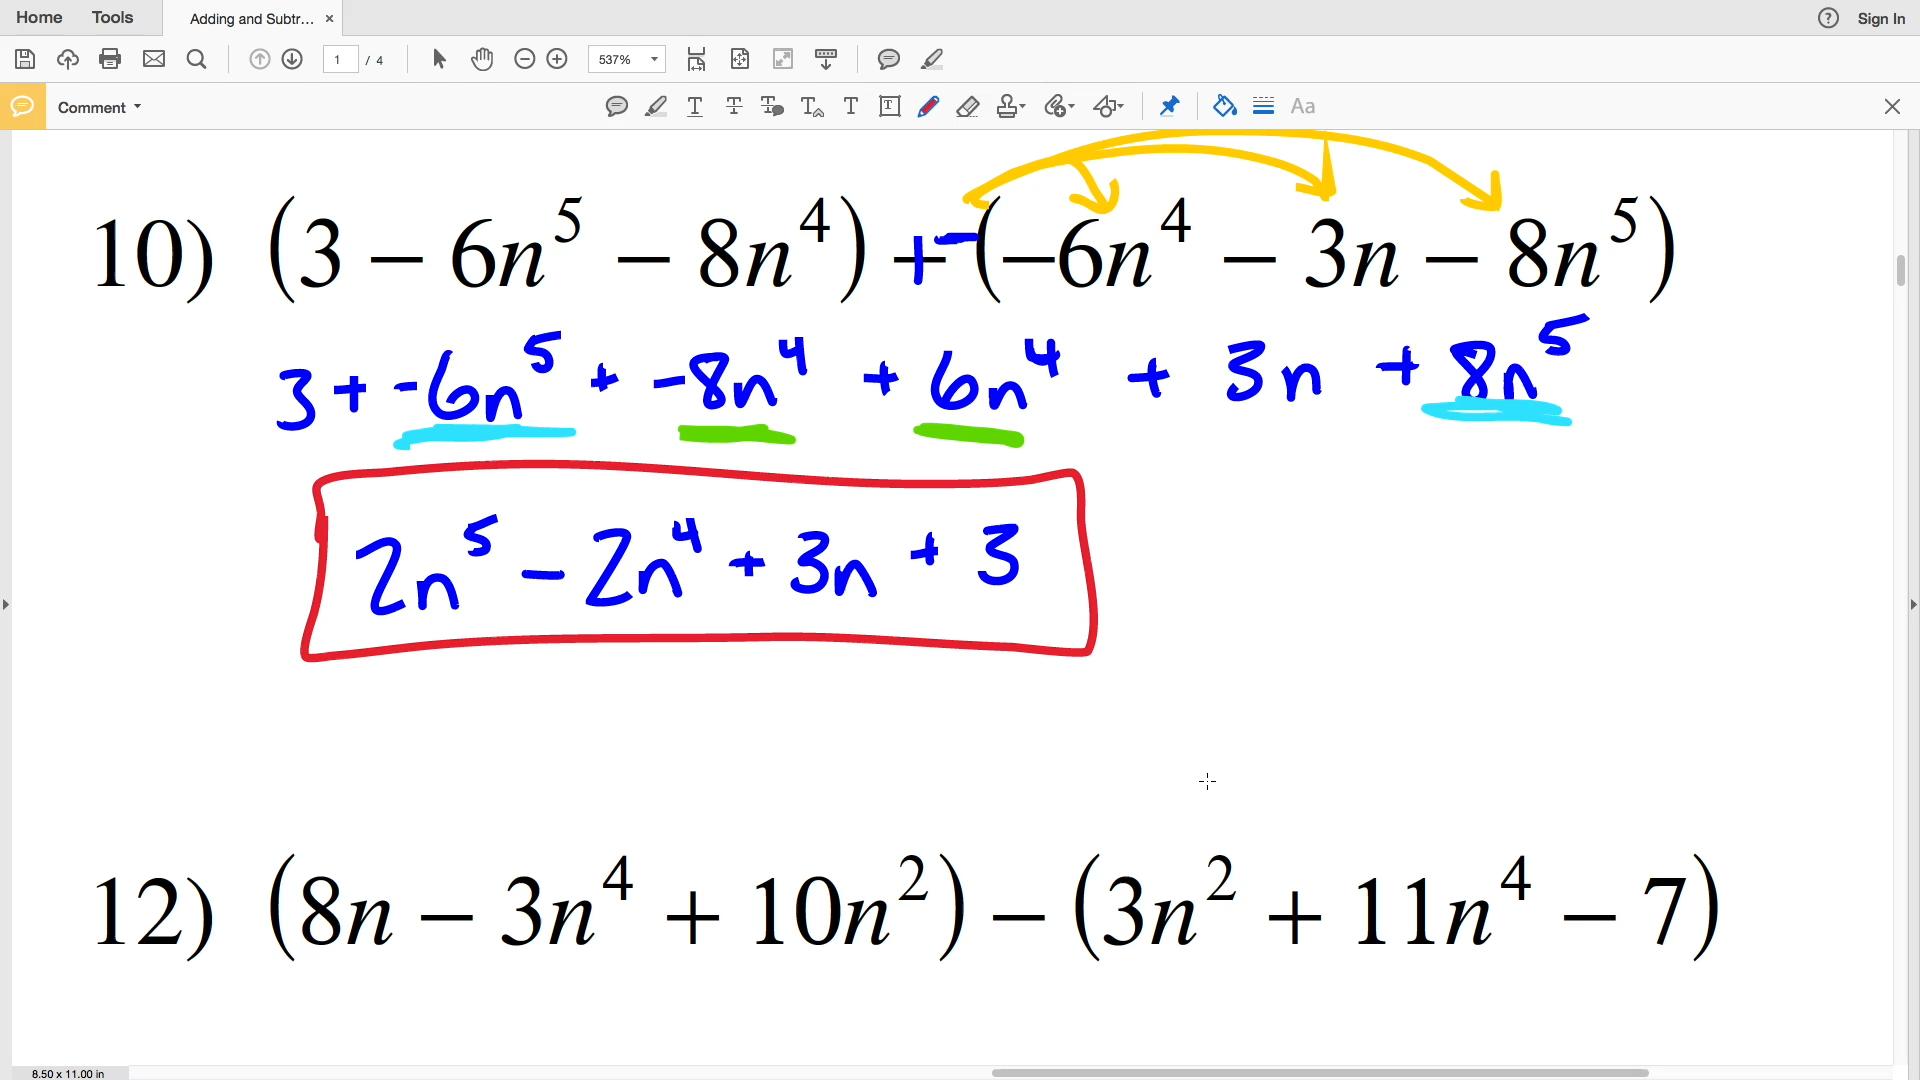 Home Tools Adding and Subtr... × ? Sign In
1 / 4 537%
Comment T T T T T T Aa
10) (3 − 6n⁵ − 8n⁴) +- (−6n⁴ − 3n − 8n⁵)
3 + -6n⁵ + -8n⁴ + 6n⁴ + 3n + 8n⁵
2n⁵ − 2n⁴ + 3n + 3
12) (8n − 3n⁴ + 10n²) − (3n² + 11n⁴ − 7)
8.50 x 11.00 in